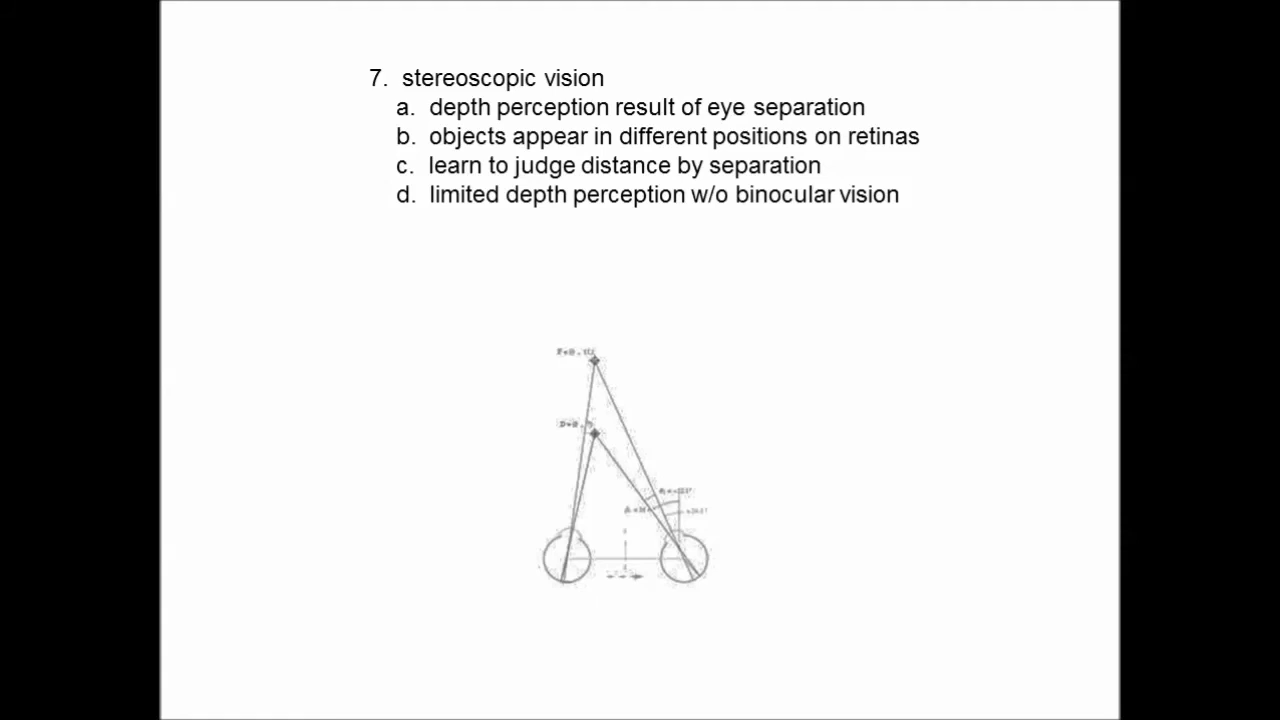 7. stereoscopic vision
a. depth perception result of eye separation
b. objects appear in different positions on retinas
c. learn to judge distance by separation
d. limited depth perception w/o binocular vision